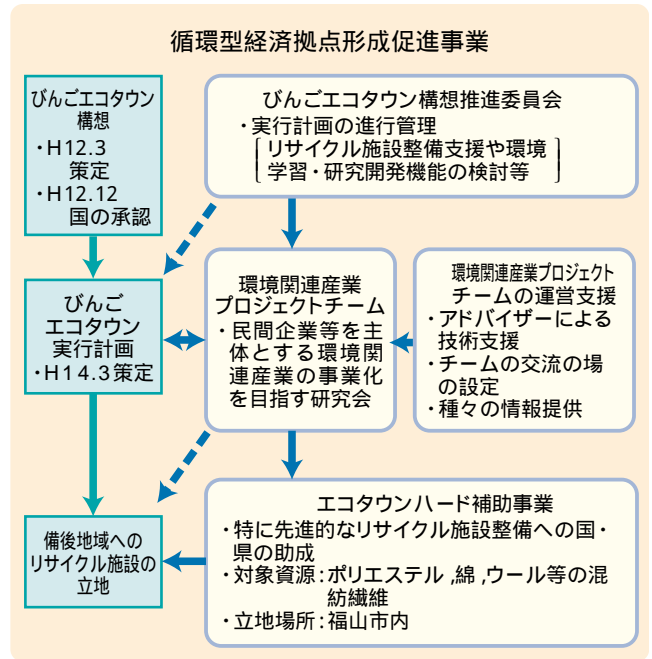 循環型経済拠点形成促進事業
びんごエコタウン
構想
・H12.3
策定
・H12.12
国の承認
びんごエコタウン構想推進委員会
・実行計画の進行管理
リサイクル施設整備支援や環境
学習・研究開発機能の検討等
びんご
エコタウン
実行計画
・H14.3策定
環境関連産業
プロジェクトチーム
・民間企業等を主
体とする環境関
連産業の事業化
を目指す研究会
環境関連産業プロジェクト
チームの運営支援
・アドバイザーによる
技術支援
・チームの交流の場
の設定
・種々の情報提供
備後地域への
リサイクル施設の
立地
エコタウンハード補助事業
・特に先進的なリサイクル施設整備への国・
県の助成
・対象資源：ポリエステル，綿，ウール等の混
紡繊維
・立地場所：福山市内